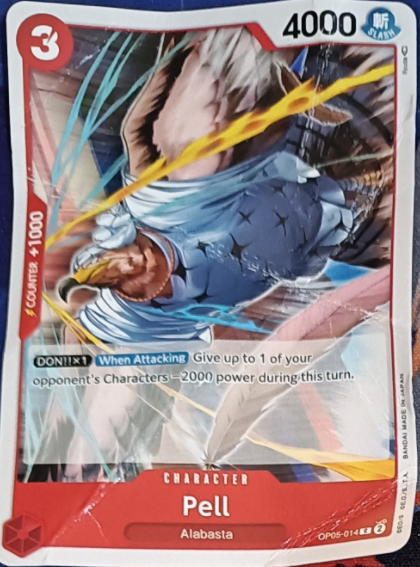 3
4000
斬
SLASH
COUNTER +1000
DON!!×1 When Attacking Give up to 1 of your
opponent's Characters −2000 power during this turn.
CHARACTER
Pell
Alabasta
OP05-014
BANDAI MADE IN JAPAN